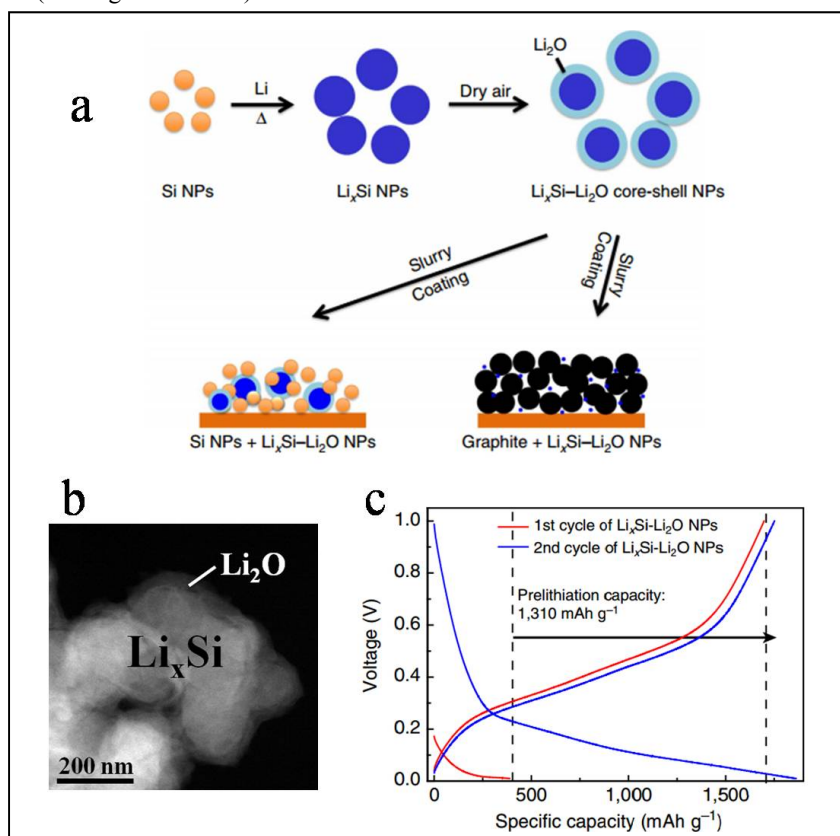 a
Li
Δ
Dry air
Li₂O
Si NPs
LiₓSi NPs
LiₓSi–Li₂O core-shell NPs
Slurry
Coating
Slurry
Coating
Si NPs + LiₓSi–Li₂O NPs
Graphite + LiₓSi–Li₂O NPs
b
Li₂O
LiₓSi
200 nm
c
1st cycle of LiₓSi-Li₂O NPs
2nd cycle of LiₓSi-Li₂O NPs
Prelithiation capacity:
1,310 mAh g⁻¹
Voltage (V)
1.0
0.8
0.6
0.4
0.2
0.0
0
500
1,000
1,500
Specific capacity (mAh g⁻¹)